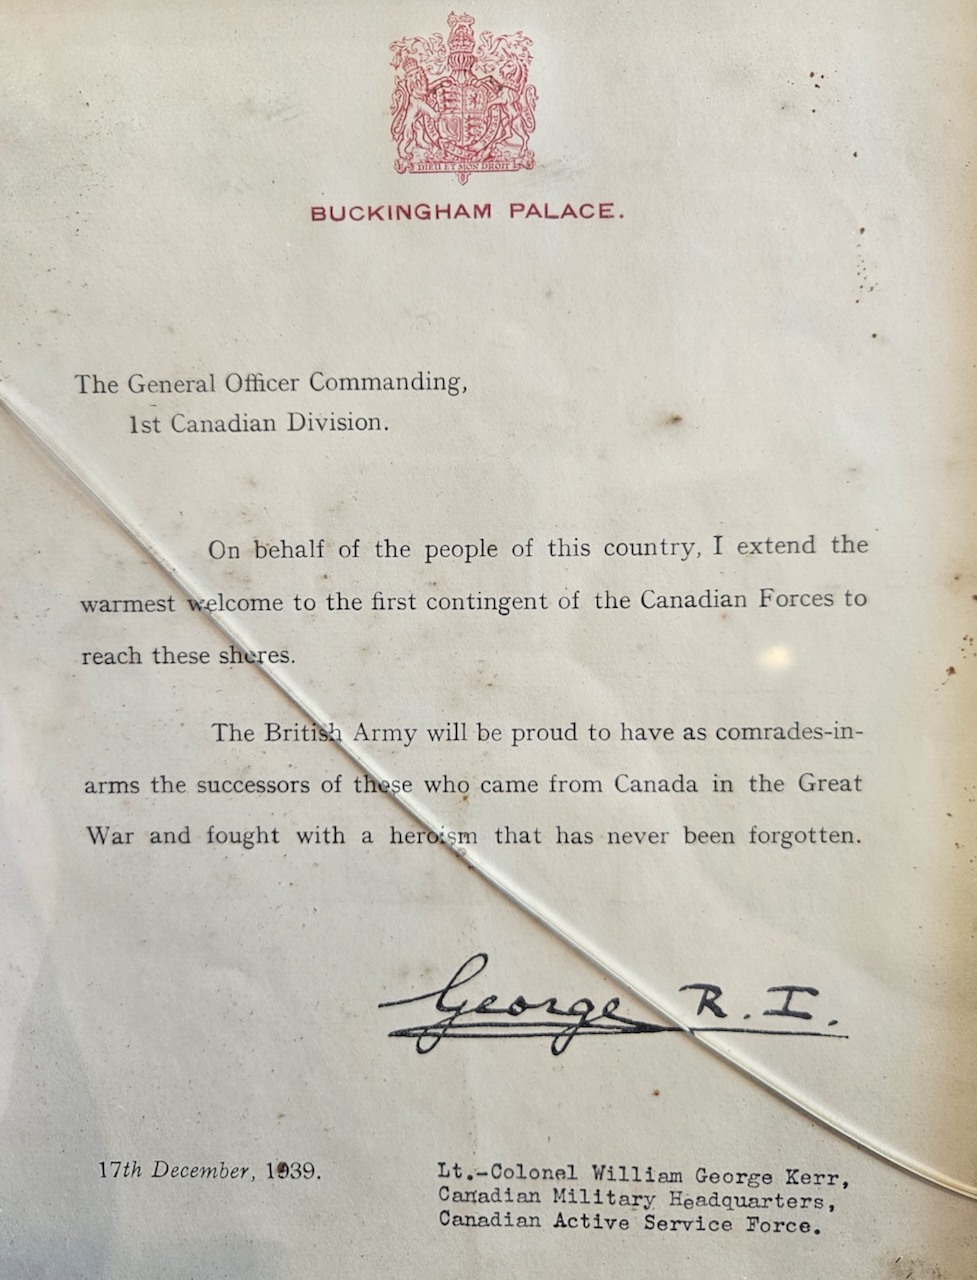 DIEU ET MON DROIT
BUCKINGHAM PALACE.
The General Officer Commanding,
1st Canadian Division.
On behalf of the people of this country, I extend the
warmest welcome to the first contingent of the Canadian Forces to
reach these shores.
The British Army will be proud to have as comrades-in-
arms the successors of those who came from Canada in the Great
War and fought with a heroism that has never been forgotten.
George R.I.
17th December, 1939.
Lt.-Colonel William George Kerr,
Canadian Military Headquarters,
Canadian Active Service Force.